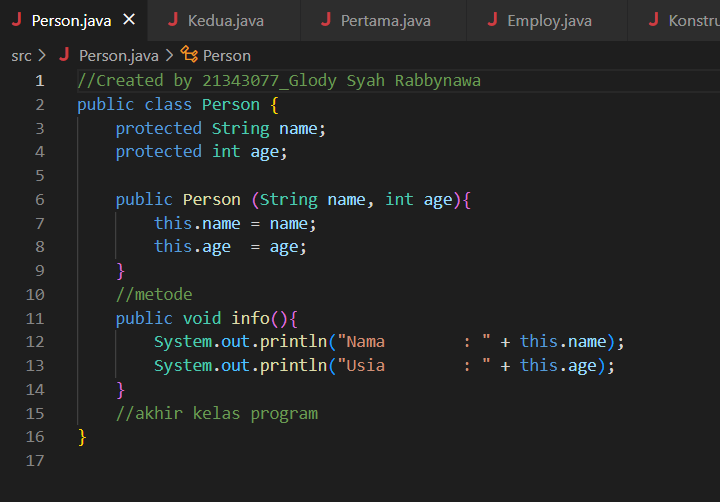 Person.java Kedua.java Pertama.java Employ.java Konstru
src > Person.java > Person
1 //Created by 21343077_Glody Syah Rabbynawa
2 public class Person {
3     protected String name;
4     protected int age;
5
6     public Person (String name, int age){
7         this.name = name;
8         this.age  = age;
9     }
10     //metode
11     public void info(){
12         System.out.println("Nama        : " + this.name);
13         System.out.println("Usia        : " + this.age);
14     }
15     //akhir kelas program
16 }
17